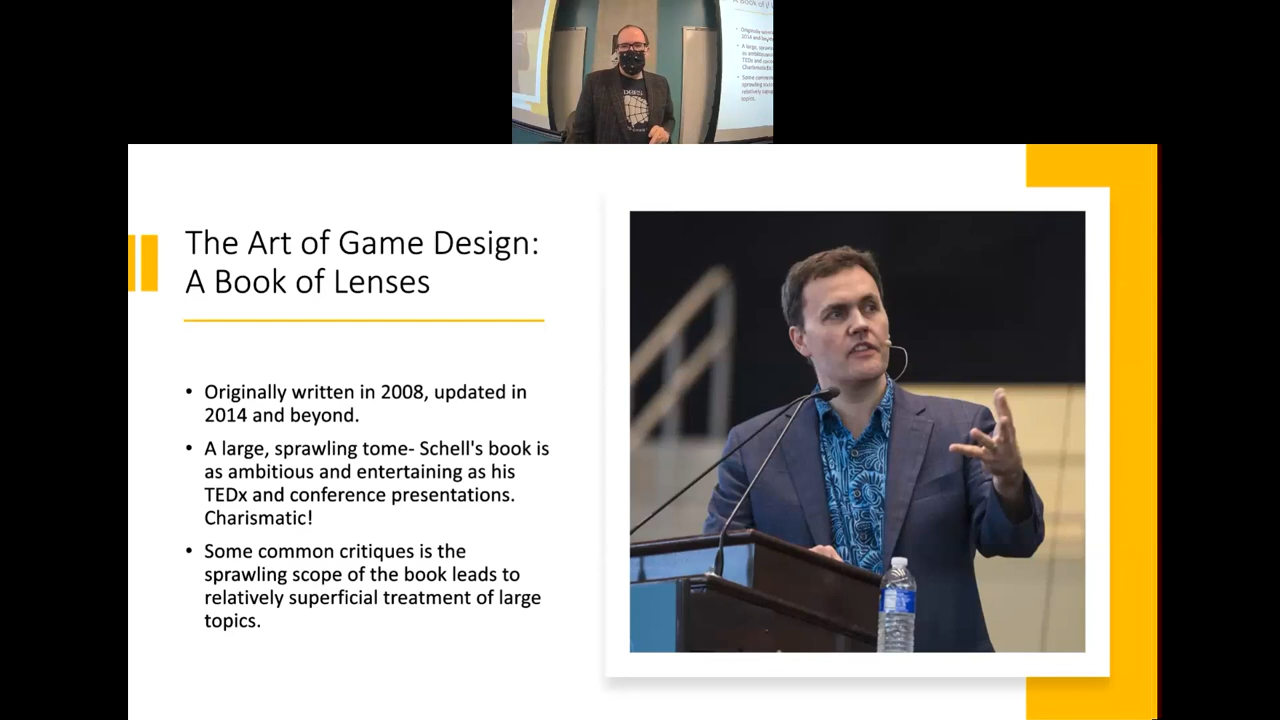 The Art of Game Design:
A Book of Lenses
• Originally written in 2008, updated in
2014 and beyond.
• A large, sprawling tome- Schell's book is
as ambitious and entertaining as his
TEDx and conference presentations.
Charismatic!
• Some common critiques is the
sprawling scope of the book leads to
relatively superficial treatment of large
topics.